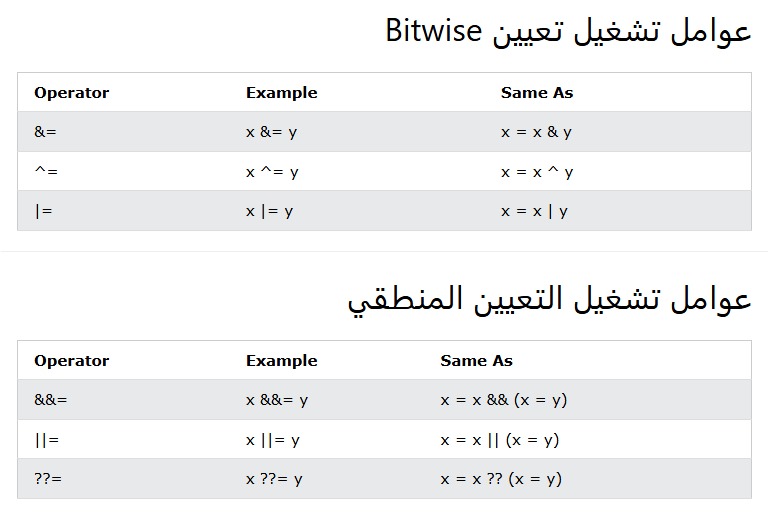 عوامل تشغيل تعيين Bitwise
Operator Example Same As
&= x &= y x = x & y
^= x ^= y x = x ^ y
|= x |= y x = x | y
عوامل تشغيل التعيين المنطقي
Operator Example Same As
&&= x &&= y x = x && (x = y)
||= x ||= y x = x || (x = y)
??= x ??= y x = x ?? (x = y)